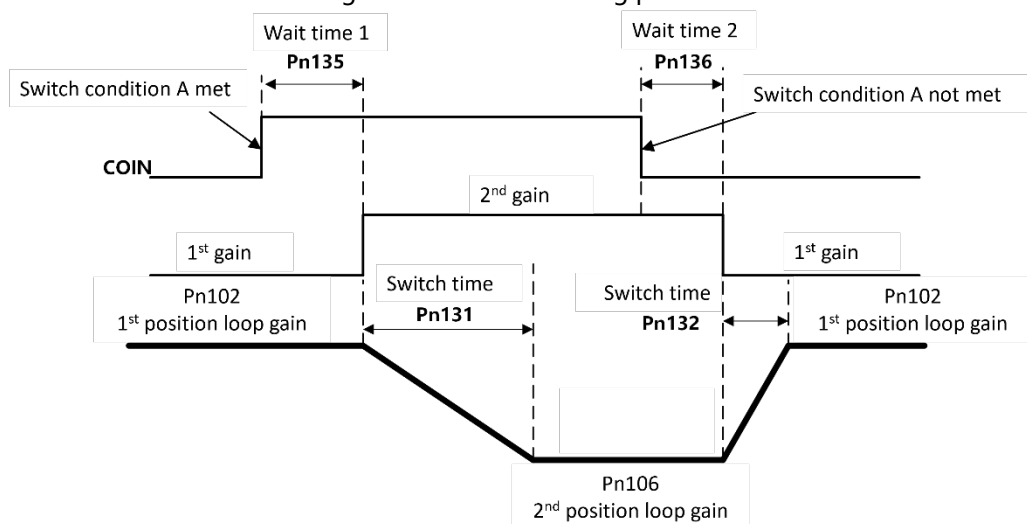 Wait time 1
Pn135
Wait time 2
Pn136
Switch condition A met
Switch condition A not met
COIN
2nd gain
1st gain
1st gain
Pn102
1st position loop gain
Switch time
Pn131
Switch time
Pn132
Pn102
1st position loop gain
Pn106
2nd position loop gain